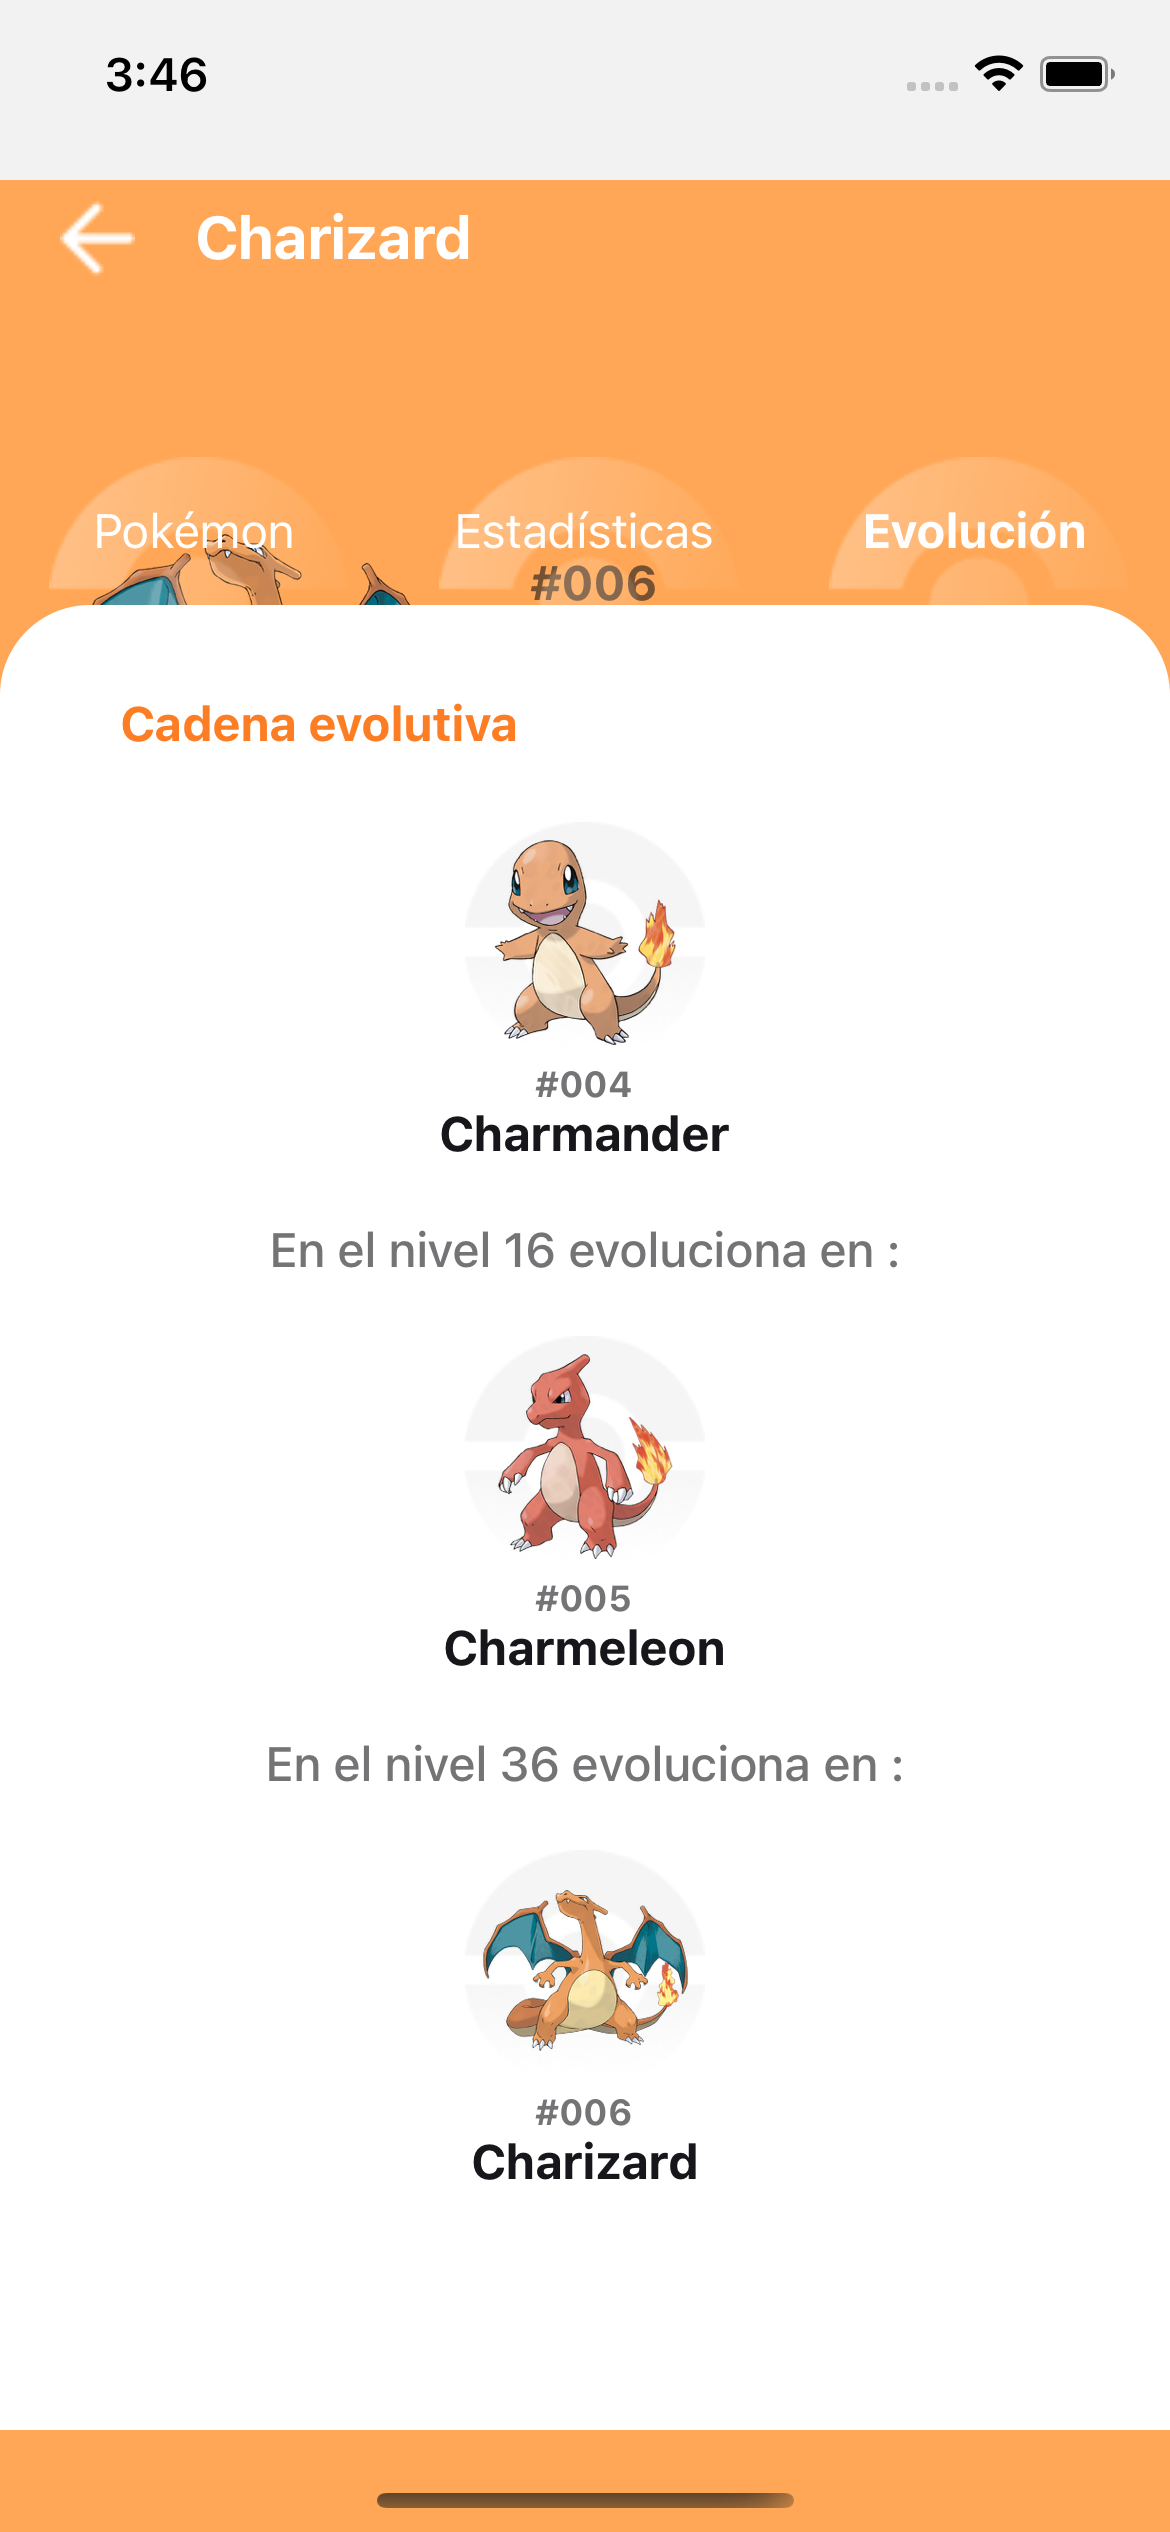 3:46
Charizard
Pokémon
Estadísticas
Evolución
#006
Cadena evolutiva
#004
Charmander
En el nivel 16 evoluciona en :
#005
Charmeleon
En el nivel 36 evoluciona en :
#006
Charizard